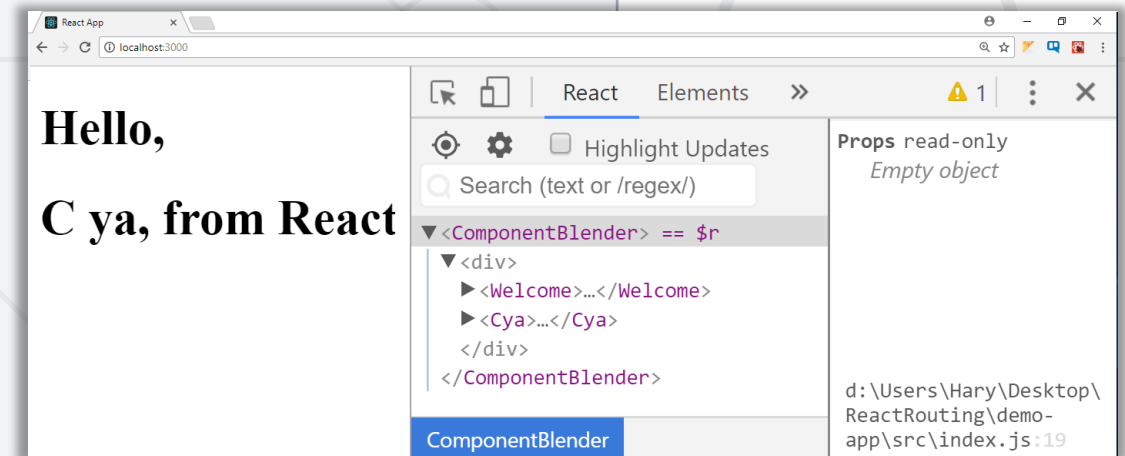 React App
localhost:3000
Hello,
C ya, from React
React Elements
1
Highlight Updates
Search (text or /regex/)
<ComponentBlender> == $r
<div>
<Welcome>…</Welcome>
<Cya>…</Cya>
</div>
</ComponentBlender>
ComponentBlender
Props read-only
Empty object
d:\Users\Hary\Desktop\
ReactRouting\demo-
app\src\index.js:19